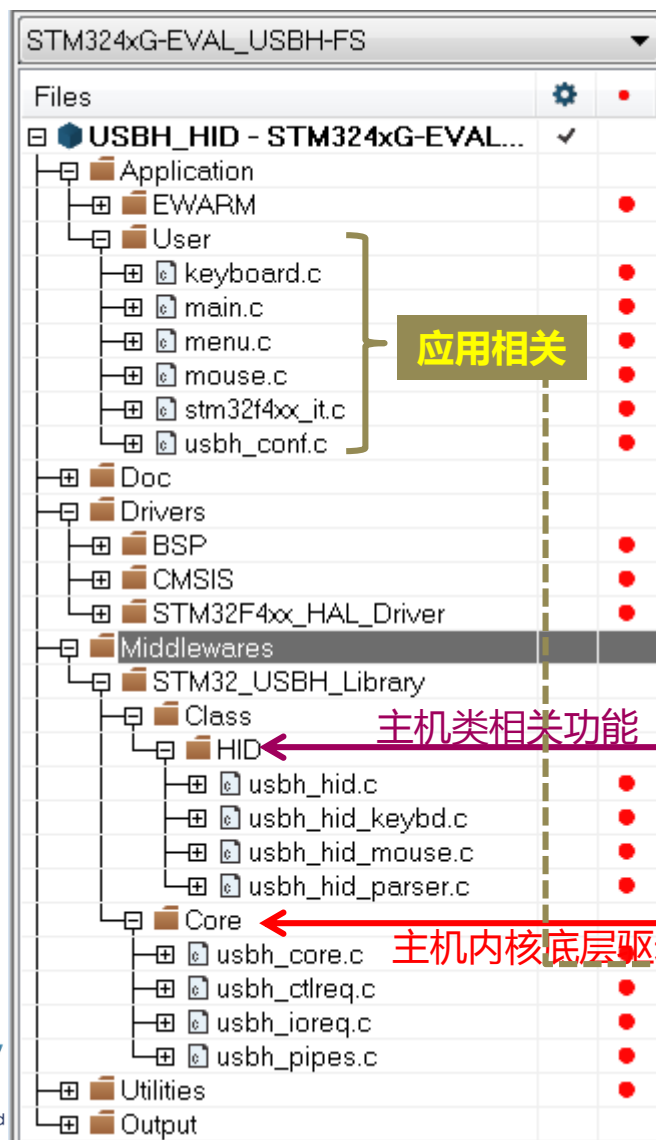 STM324xG-EVAL_USBH-FS
Files
USBH_HID - STM324xG-EVAL...
Application
EWARM
User
keyboard.c
main.c
menu.c
应用相关
mouse.c
stm32f4xx_it.c
usbh_conf.c
Doc
Drivers
BSP
CMSIS
STM32F4xx_HAL_Driver
Middlewares
STM32_USBH_Library
Class
主机类相关功能
HID
usbh_hid.c
usbh_hid_keybd.c
usbh_hid_mouse.c
usbh_hid_parser.c
Core
usbh_core.c
主机内核底层驱
usbh_ctlreq.c
usbh_ioreq.c
usbh_pipes.c
Utilities
Output